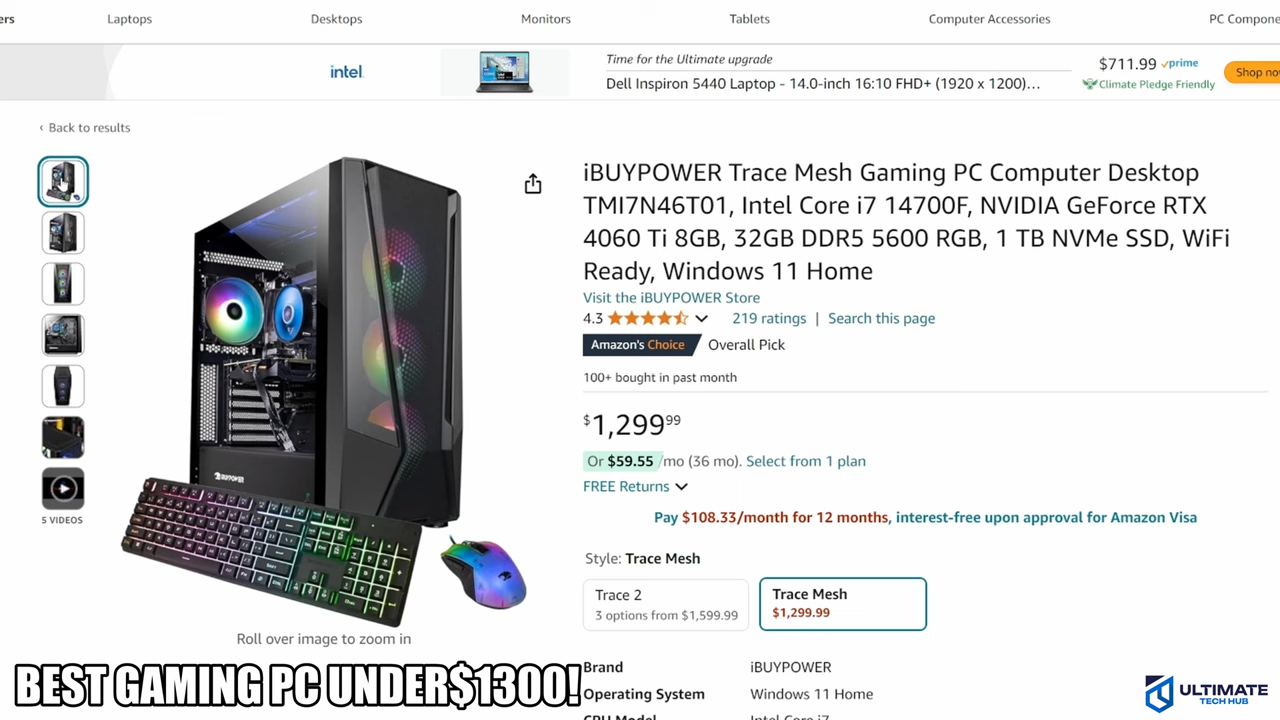 ers Laptops Desktops Monitors Tablets Computer Accessories PC Compone
intel.
Time for the Ultimate upgrade
Dell Inspiron 5440 Laptop - 14.0-inch 16:10 FHD+ (1920 x 1200)...
$711.99 prime
Climate Pledge Friendly
Shop no
‹ Back to results
iBUYPOWER Trace Mesh Gaming PC Computer Desktop
TMI7N46T01, Intel Core i7 14700F, NVIDIA GeForce RTX
4060 Ti 8GB, 32GB DDR5 5600 RGB, 1 TB NVMe SSD, WiFi
Ready, Windows 11 Home
Visit the iBUYPOWER Store
4.3 219 ratings | Search this page
Amazon's Choice Overall Pick
100+ bought in past month
$1,299.99
Or $59.55 /mo (36 mo). Select from 1 plan
FREE Returns
Pay $108.33/month for 12 months, interest-free upon approval for Amazon Visa
Style: Trace Mesh
Trace 2
3 options from $1,599.99
Trace Mesh
$1,299.99
iBUYPOWER
5 VIDEOS
Roll over image to zoom in
Brand iBUYPOWER
Operating System Windows 11 Home
CPU Model Intel Core i7
BEST GAMING PC UNDER$1300!
ULTIMATE
TECH HUB